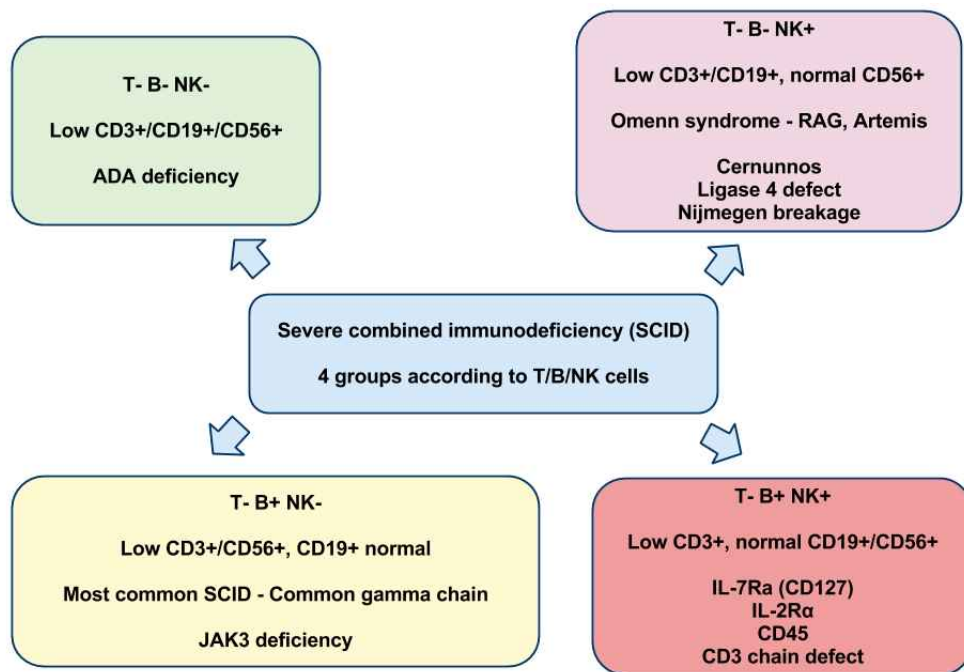 T- B- NK-
Low CD3+/CD19+/CD56+
ADA deficiency
T- B- NK+
Low CD3+/CD19+, normal CD56+
Omenn syndrome - RAG, Artemis
Cernunnos
Ligase 4 defect
Nijmegen breakage
Severe combined immunodeficiency (SCID)
4 groups according to T/B/NK cells
T- B+ NK-
Low CD3+/CD56+, CD19+ normal
Most common SCID - Common gamma chain
JAK3 deficiency
T- B+ NK+
Low CD3+, normal CD19+/CD56+
IL-7Ra (CD127)
IL-2Rα
CD45
CD3 chain defect